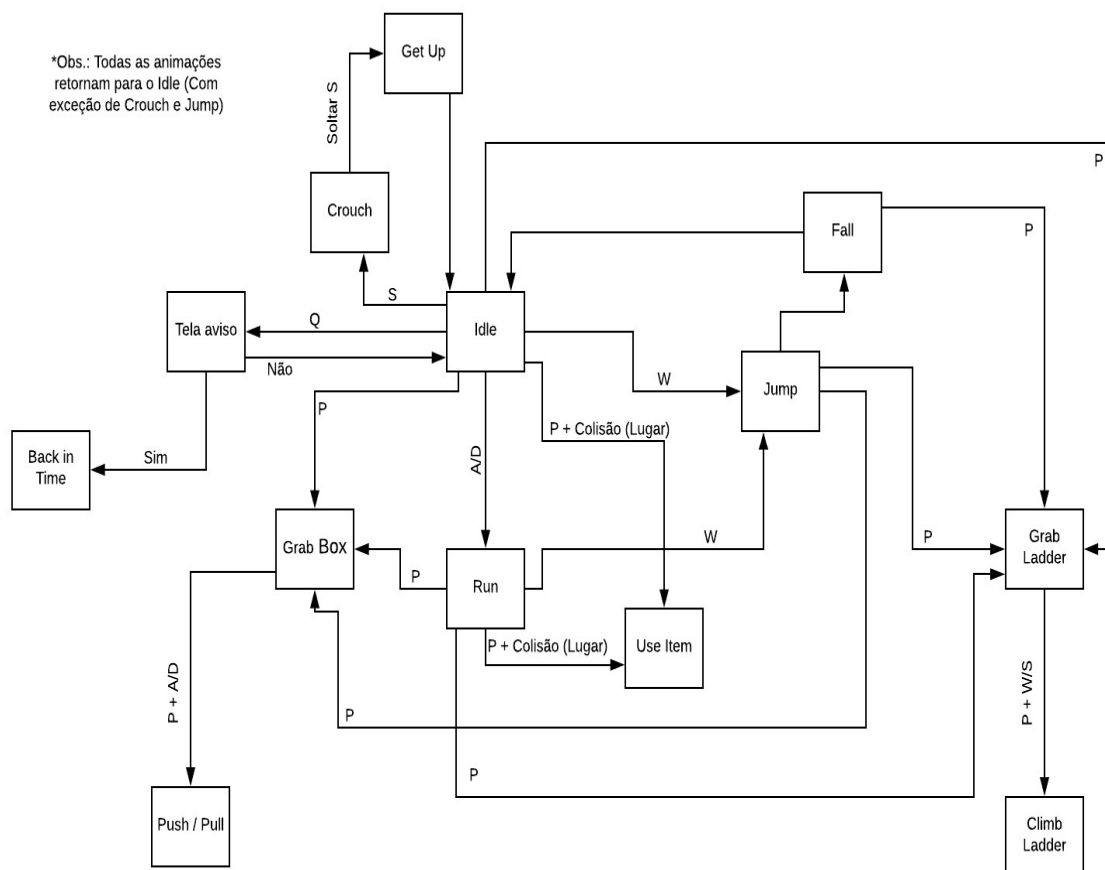 *Obs.: Todas as animações
retornam para o Idle (Com
exceção de Crouch e Jump)
Get Up
Soltar S
Crouch
P
Fall
P
S
Tela aviso
Q
Idle
Não
W
Jump
P
P + Colisão (Lugar)
A/D
Back in
Time
Sim
Grab Box
P
Run
W
P
Grab
Ladder
P + Colisão (Lugar)
Use Item
P + A/D
P
P + W/S
P
Push / Pull
Climb
Ladder